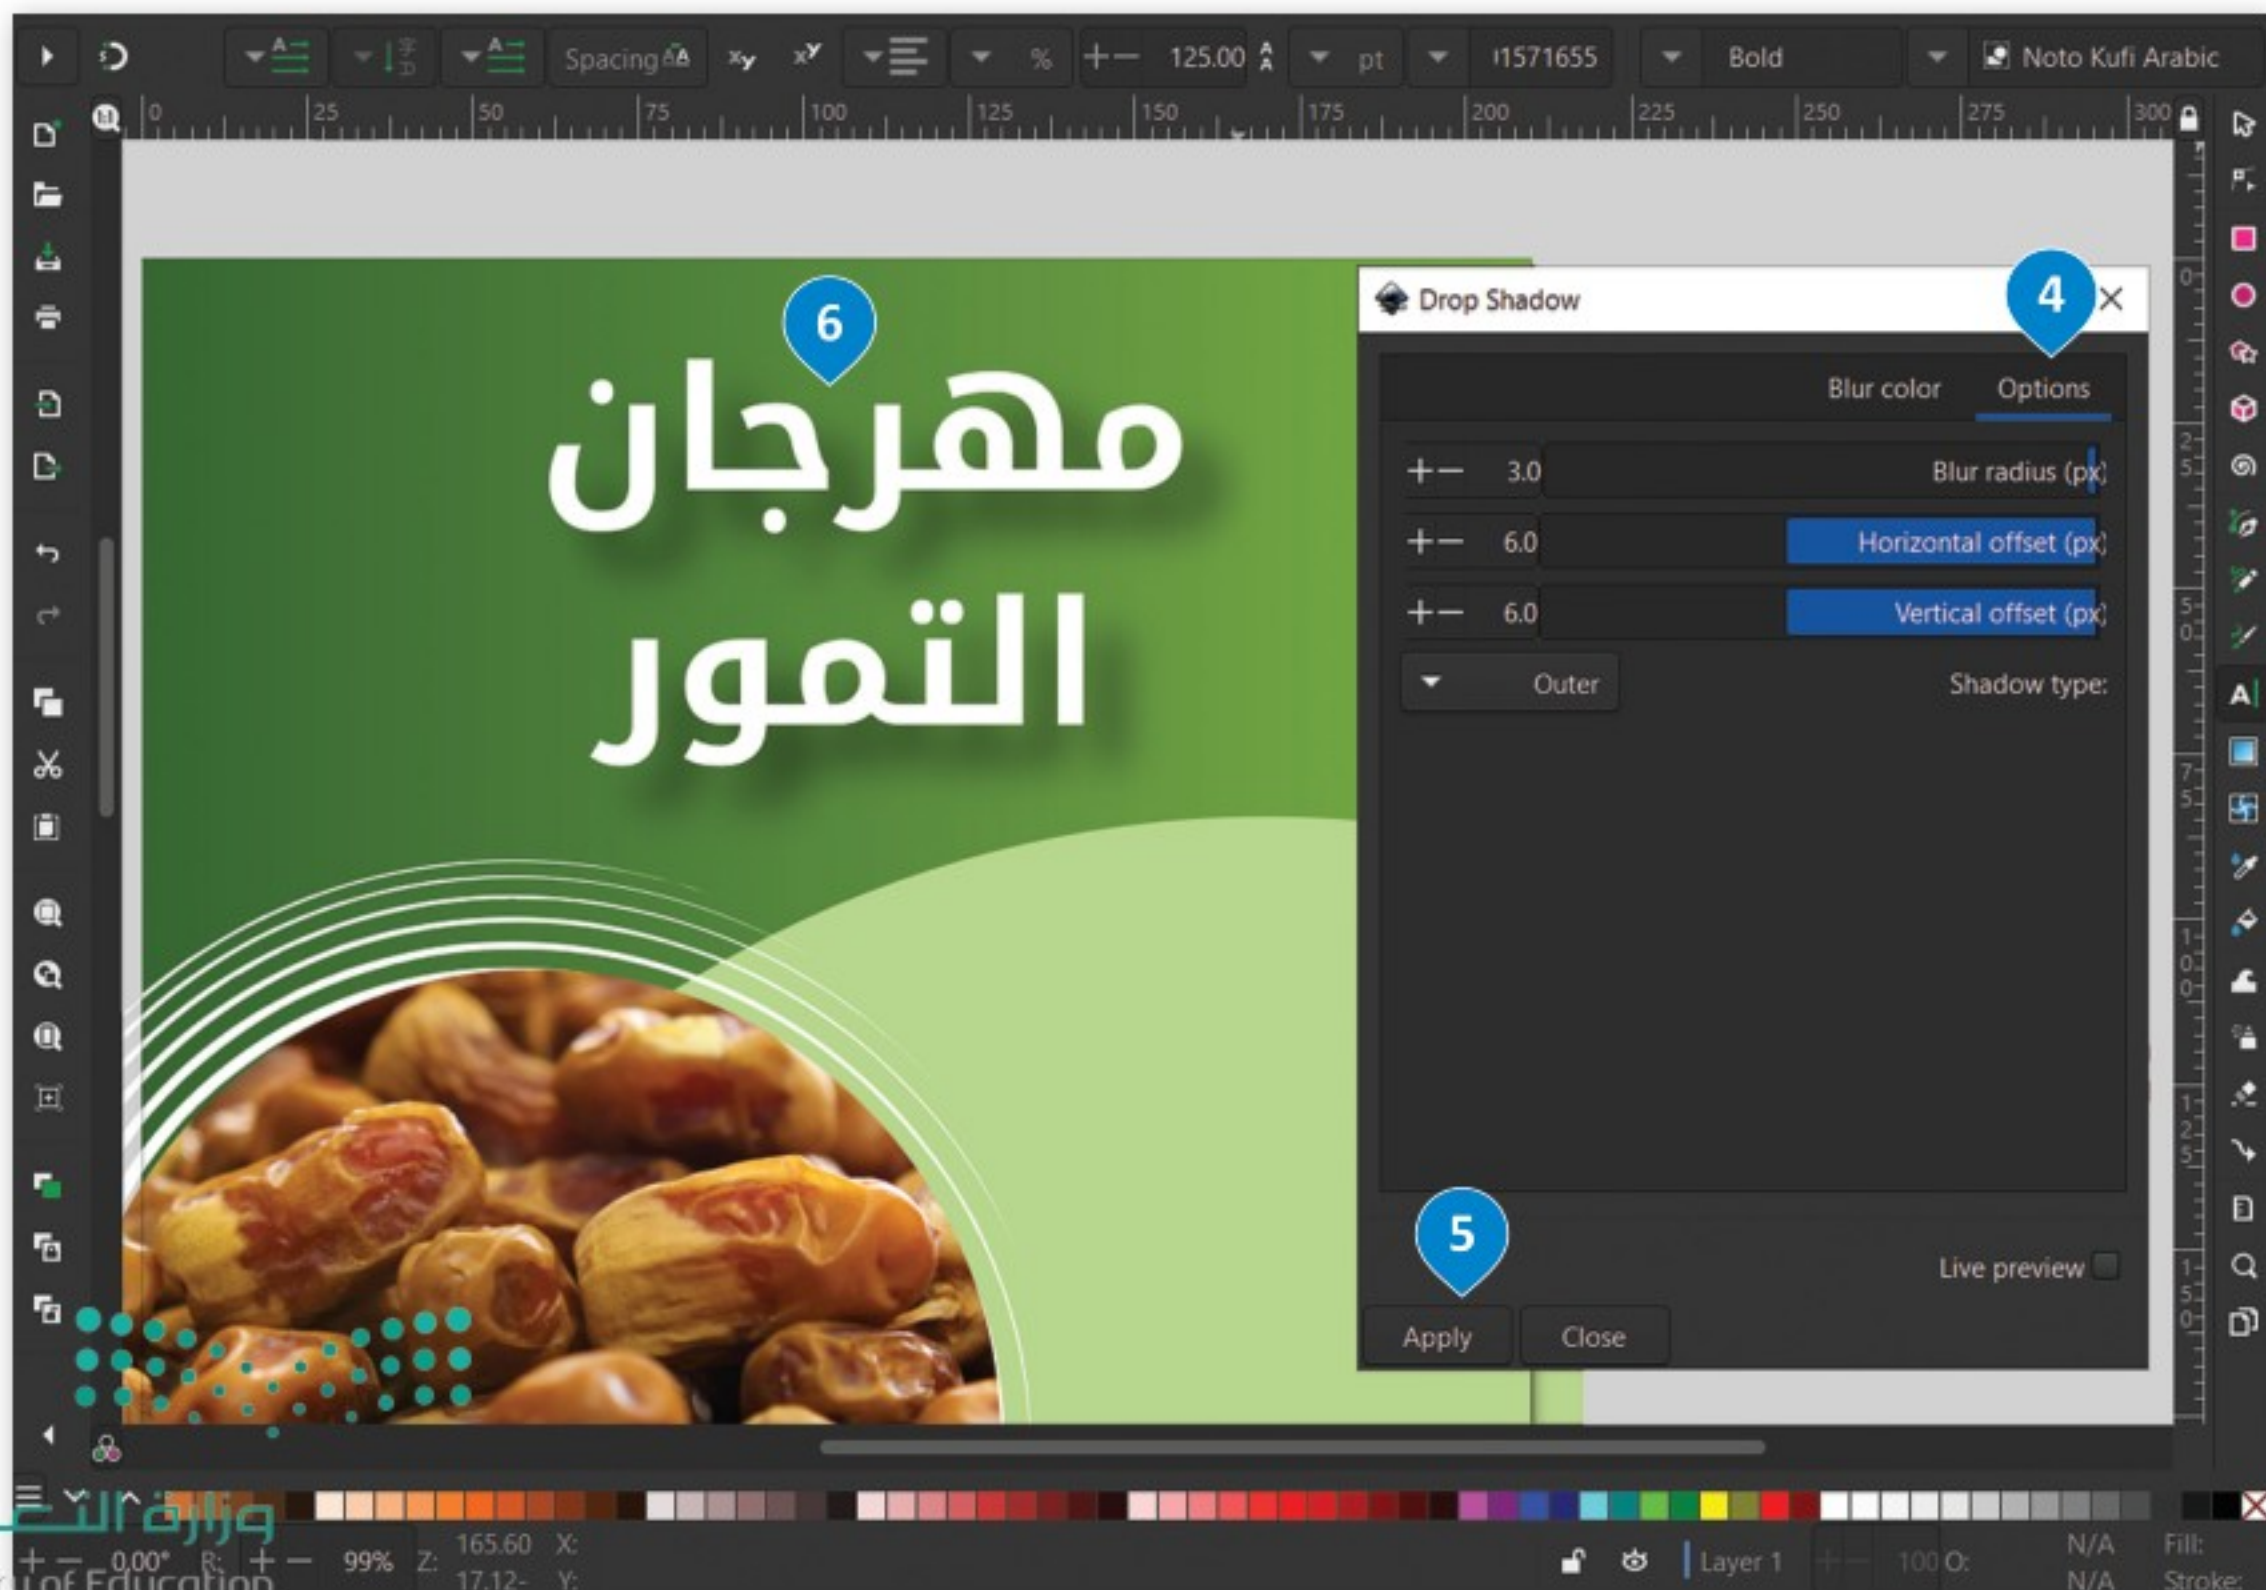 Spacing
%
125.00
pt
Bold
Noto Kufi Arabic
0 25 50 75 100 125 150 175 200 225 250 275 300
6
مهرجان
التمور
Drop Shadow
4
Blur color
Options
3.0 Blur radius (px)
6.0 Horizontal offset (px)
6.0 Vertical offset (px)
Outer Shadow type:
5
Live preview
Apply
Close
0.00° R:
99% Z:
165.60 X:
17.12- Y:
Layer 1
100 O:
N/A Fill:
N/A Stroke:
of Education